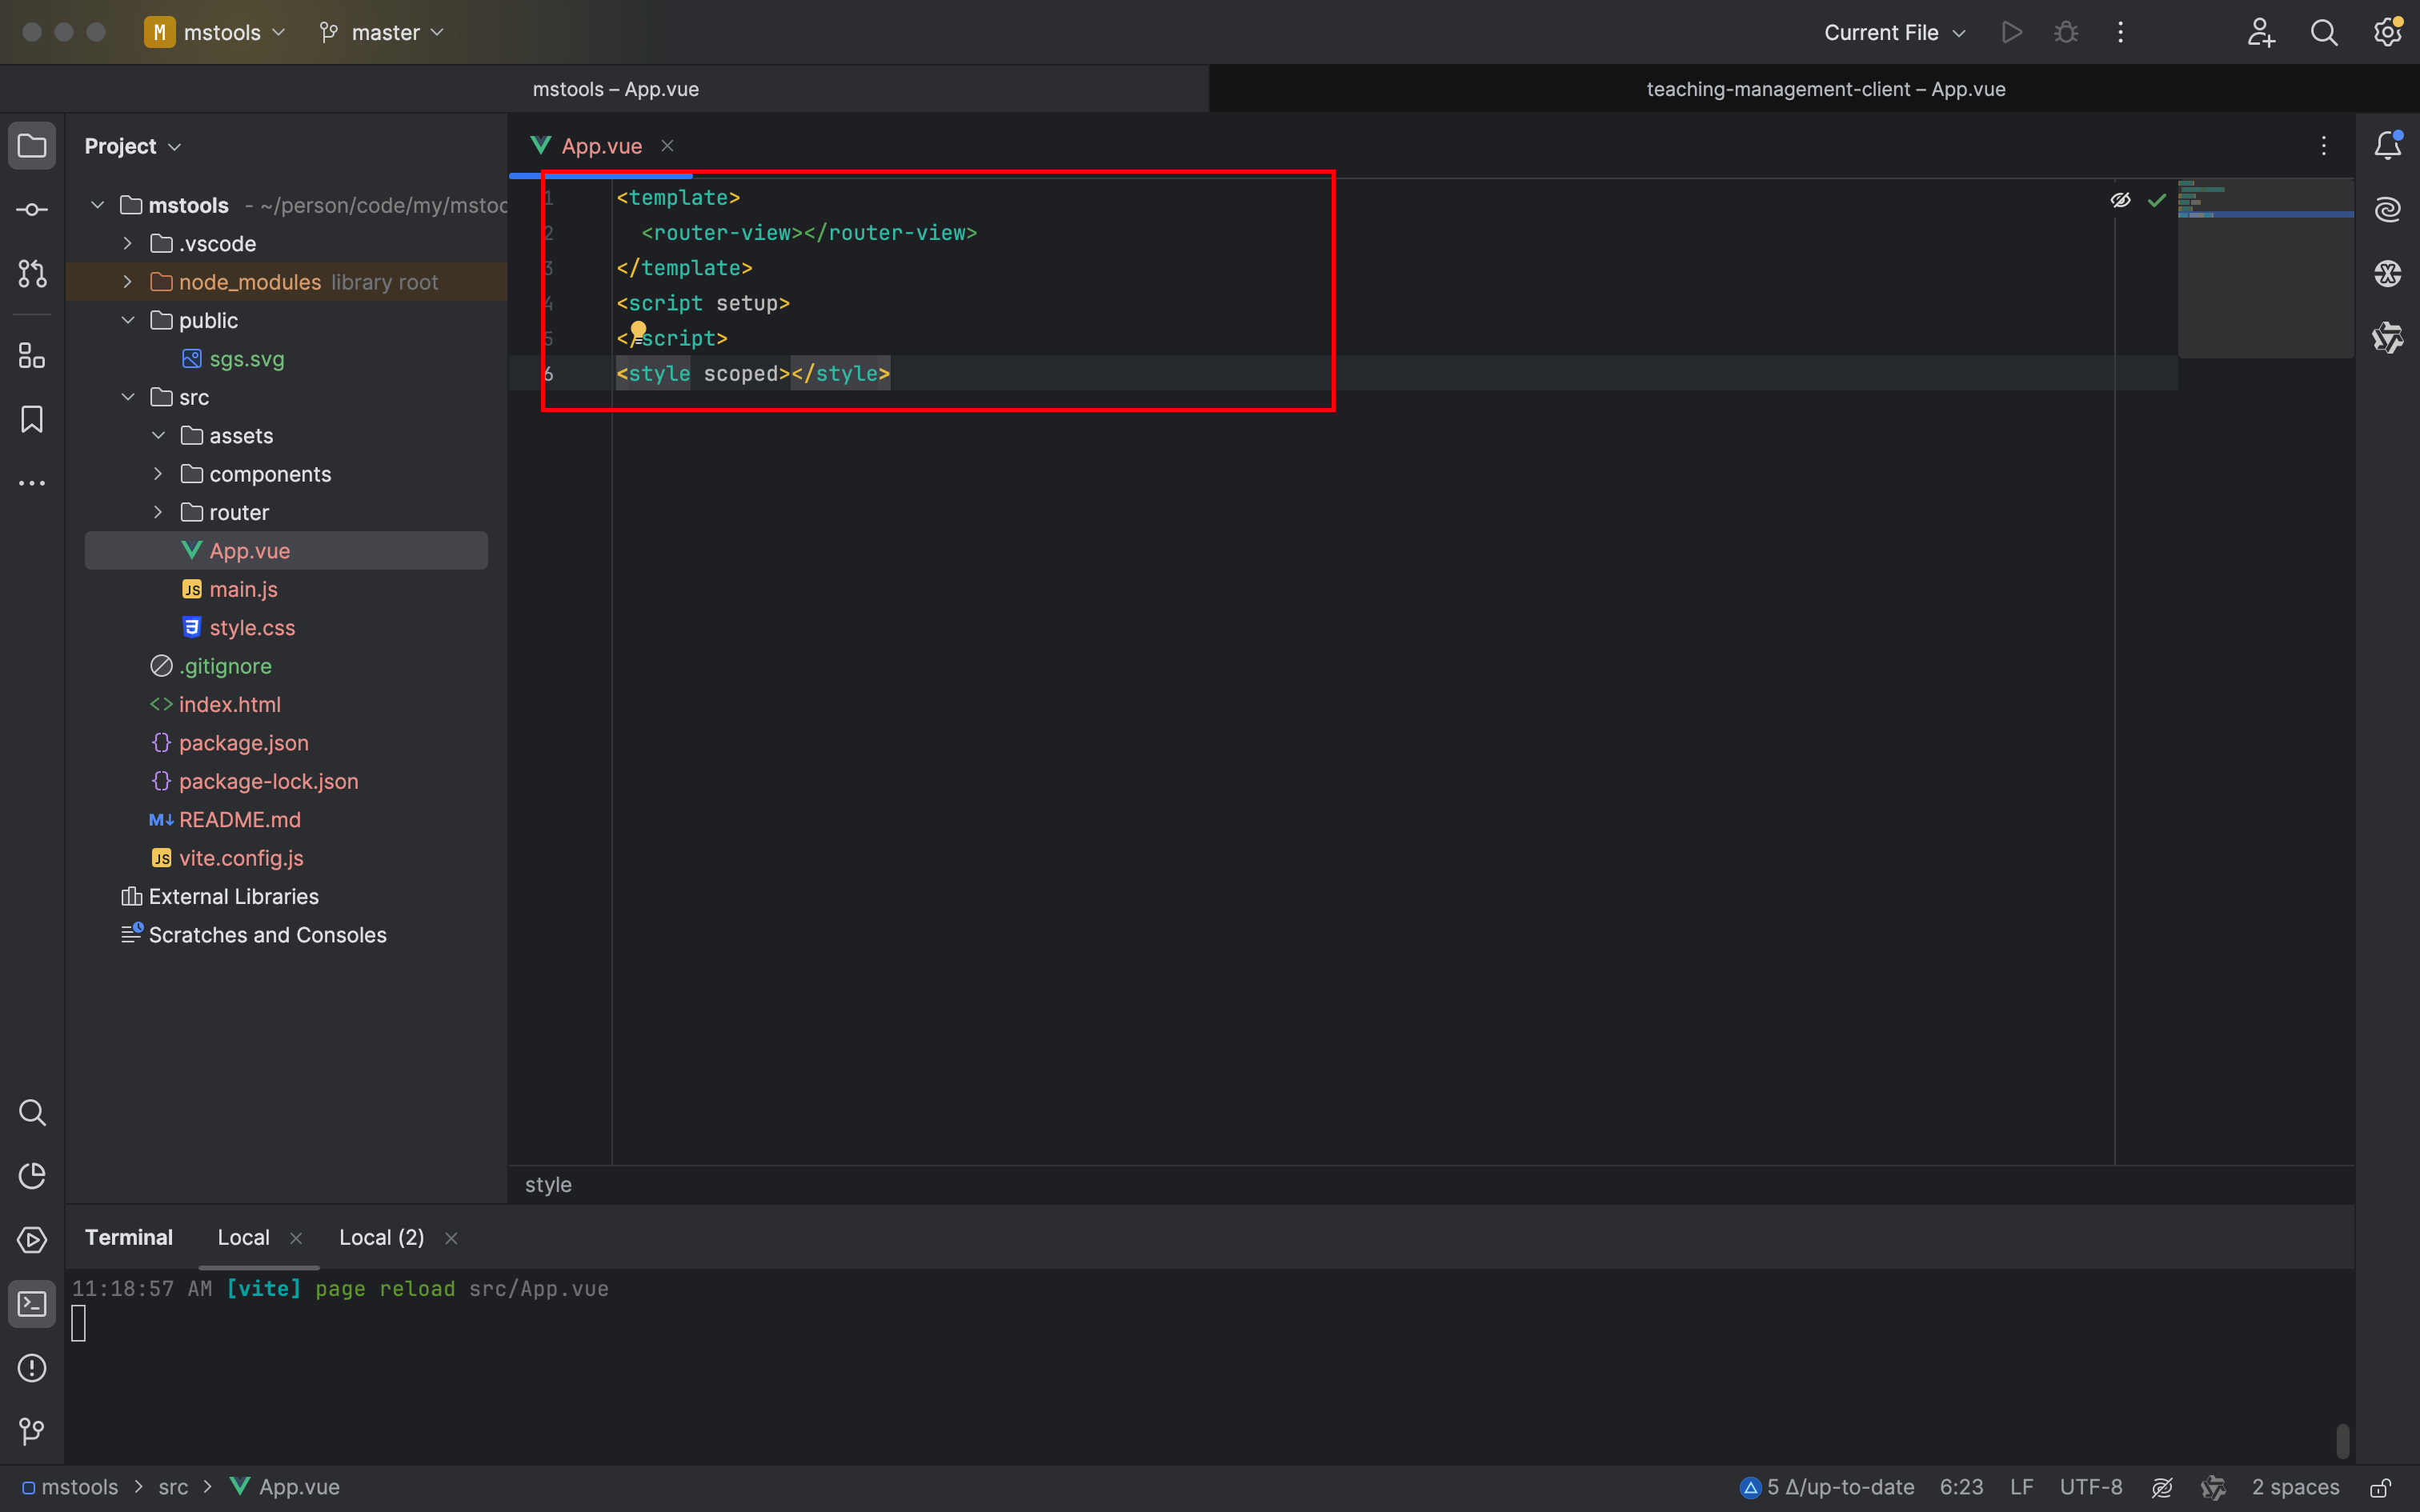 M mstools master Current File
mstools – App.vue teaching-management-client – App.vue
Project
App.vue
mstools - ~/person/code/my/mstoo
.vscode
node_modules library root
public
sgs.svg
src
assets
components
router
App.vue
JS main.js
style.css
.gitignore
<> index.html
{} package.json
{} package-lock.json
M↓ README.md
JS vite.config.js
External Libraries
Scratches and Consoles
1 <template>
2 <router-view></router-view>
3 </template>
4 <script setup>
5 </script>
6 <style scoped></style>
style
Terminal Local Local (2)
11:18:57 AM [vite] page reload src/App.vue
mstools > src > App.vue 5 Δ/up-to-date 6:23 LF UTF-8 2 spaces